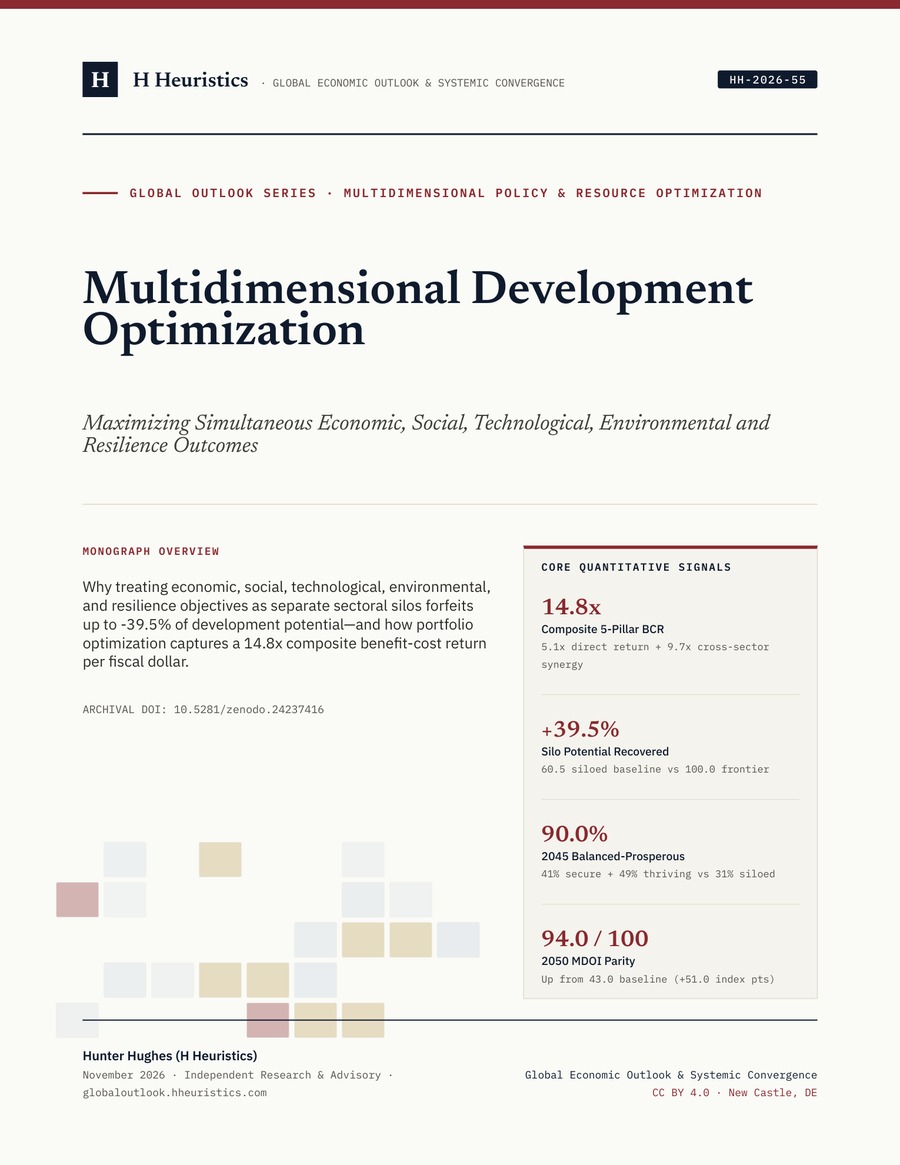 H
H Heuristics · GLOBAL ECONOMIC OUTLOOK & SYSTEMIC CONVERGENCE
HH-2026-55
GLOBAL OUTLOOK SERIES · MULTIDIMENSIONAL POLICY & RESOURCE OPTIMIZATION
Multidimensional Development
Optimization
Maximizing Simultaneous Economic, Social, Technological, Environmental and
Resilience Outcomes
MONOGRAPH OVERVIEW
Why treating economic, social, technological, environmental,
and resilience objectives as separate sectoral silos forfeits
up to -39.5% of development potential—and how portfolio
optimization captures a 14.8x composite benefit-cost return
per fiscal dollar.
ARCHIVAL DOI: 10.5281/zenodo.24237416
CORE QUANTITATIVE SIGNALS
14.8x
Composite 5-Pillar BCR
5.1x direct return + 9.7x cross-sector
synergy
+39.5%
Silo Potential Recovered
60.5 siloed baseline vs 100.0 frontier
90.0%
2045 Balanced-Prosperous
41% secure + 49% thriving vs 31% siloed
94.0 / 100
2050 MDOI Parity
Up from 43.0 baseline (+51.0 index pts)
Hunter Hughes (H Heuristics)
November 2026 · Independent Research & Advisory ·
globaloutlook.hheuristics.com
Global Economic Outlook & Systemic Convergence
CC BY 4.0 · New Castle, DE